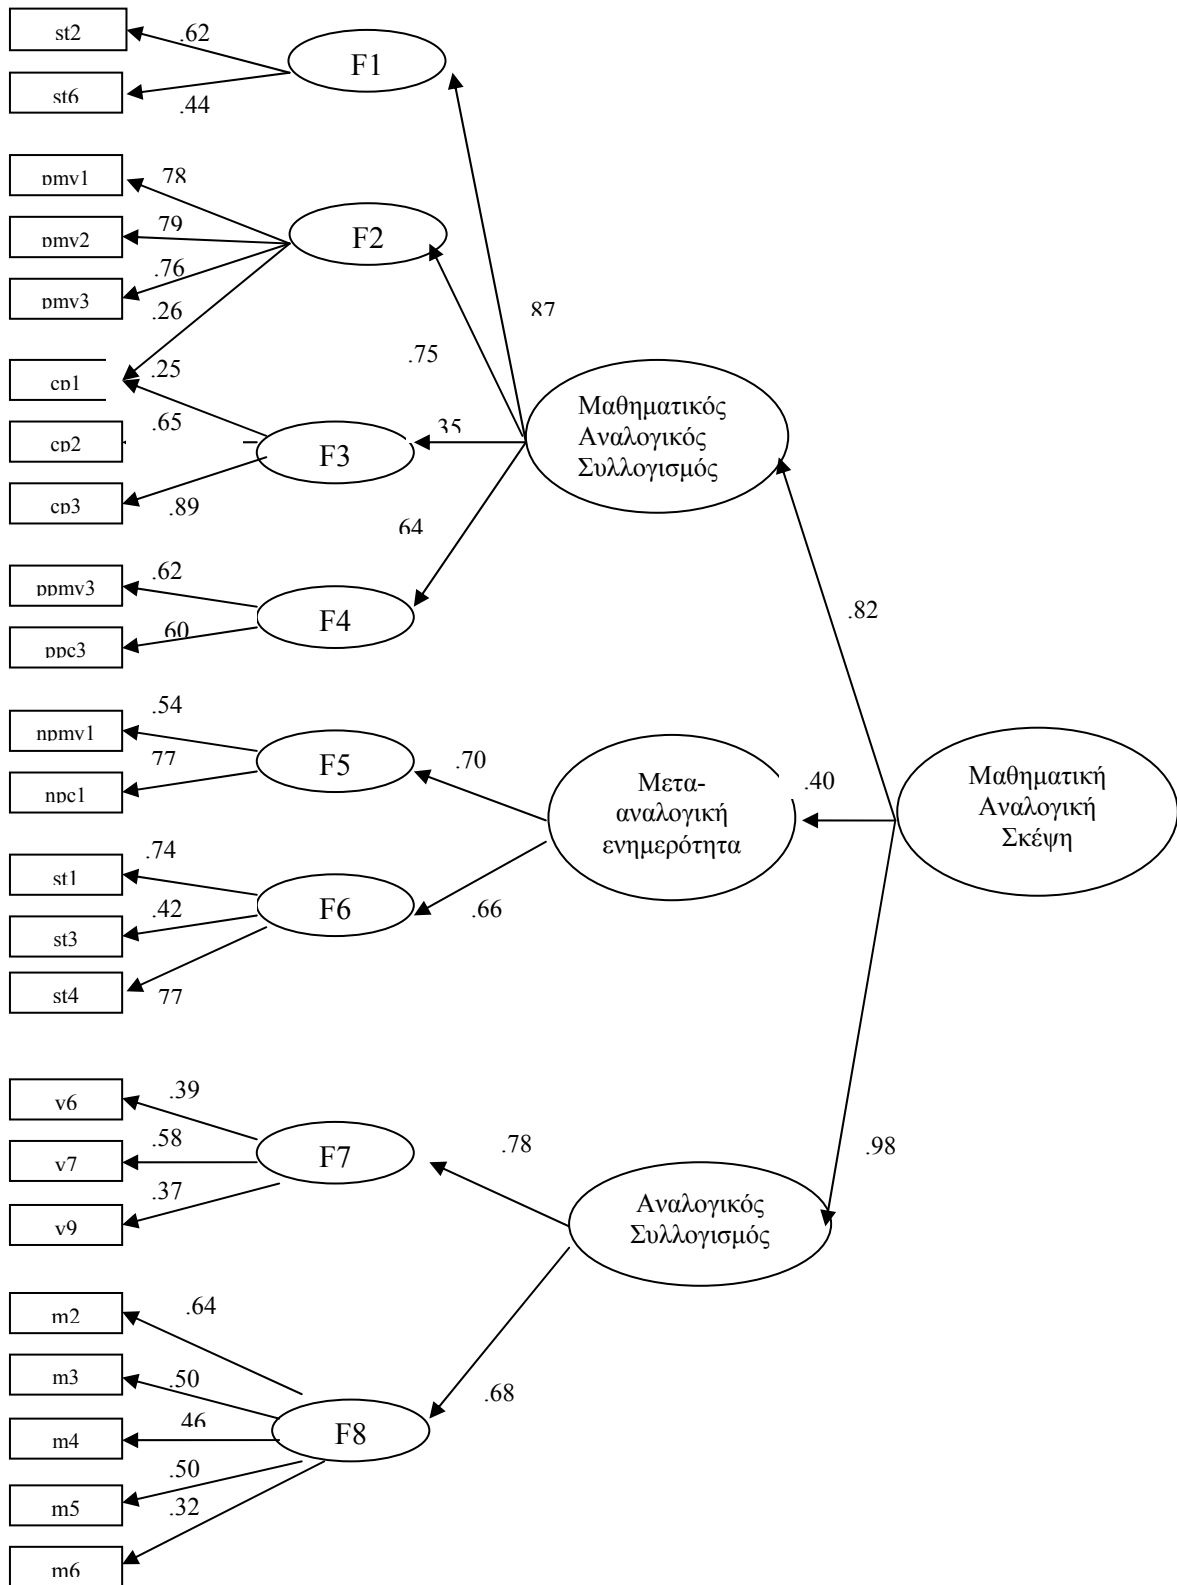 st2
.62
F1
st6
.44
pmv1
.78
pmv2
.79
F2
pmv3
.76
.26
.87
.75
cp1
.25
.65
cp2
F3
.35
cp3
.89
Μαθηματικός
Αναλογικός
Συλλογισμός
.64
ppmv3
.62
F4
ppc3
.60
.82
npmv1
.54
F5
npc1
.77
.70
Μετα-
αναλογική
ενημερότητα
.40
Μαθηματική
Αναλογική
Σκέψη
st1
.74
F6
st3
.42
.66
st4
.77
v6
.39
v7
.58
F7
v9
.37
.78
Αναλογικός
Συλλογισμός
.98
m2
.64
m3
.50
m4
.46
F8
.68
m5
.50
m6
.32